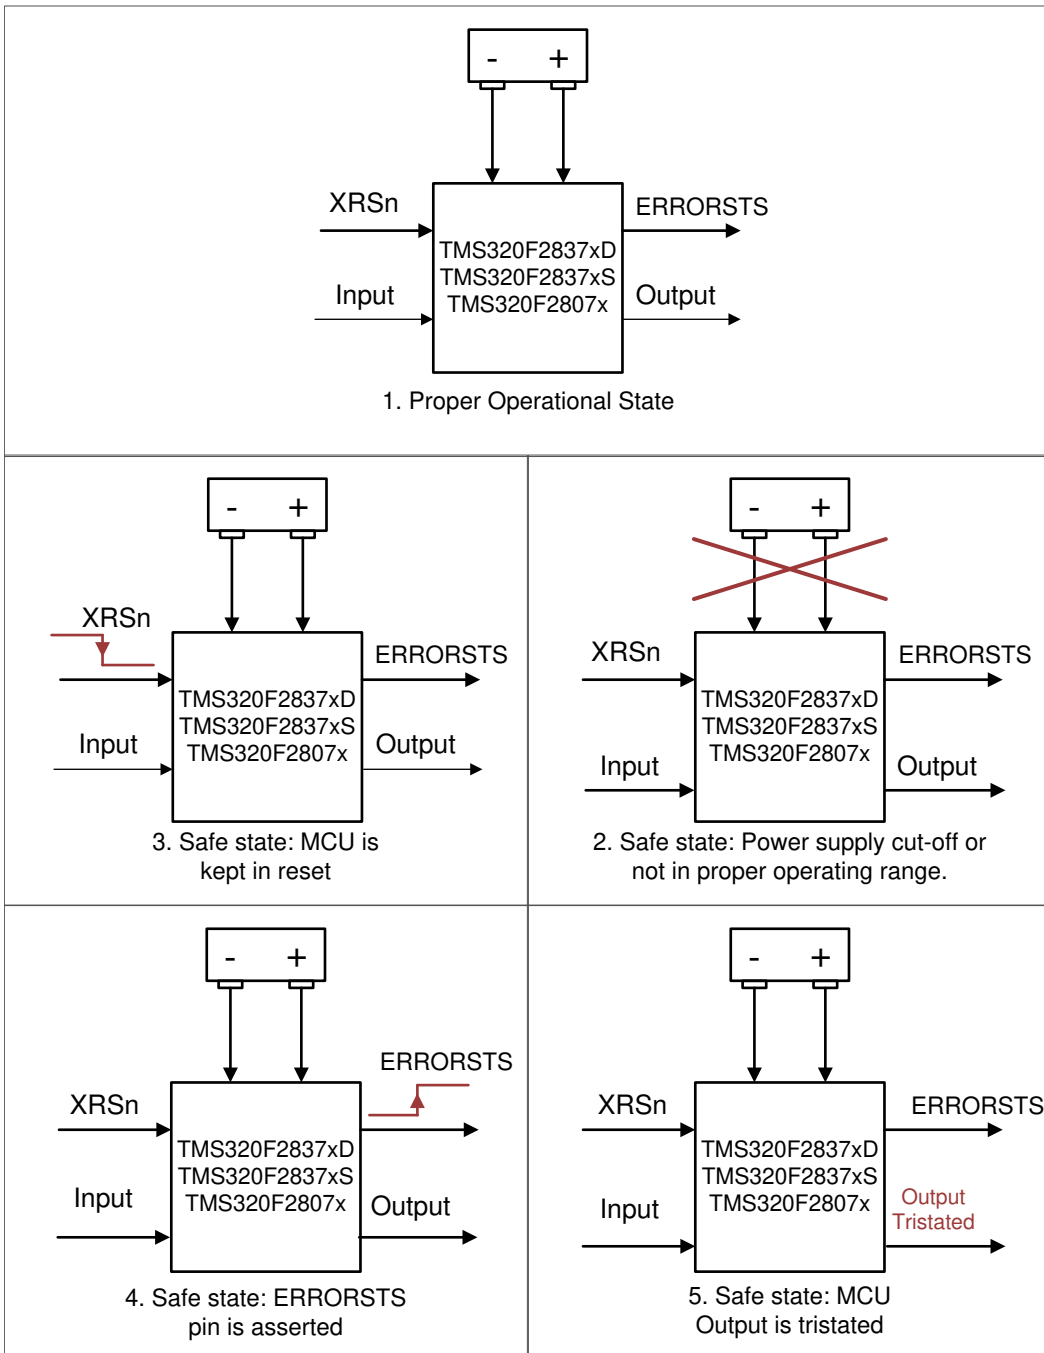 - +
XRSn
ERRORSTS
TMS320F2837xD
TMS320F2837xS
TMS320F2807x
Input
Output
1. Proper Operational State
- +
XRSn
ERRORSTS
TMS320F2837xD
TMS320F2837xS
TMS320F2807x
Input
Output
3. Safe state: MCU is
kept in reset
- +
XRSn
ERRORSTS
TMS320F2837xD
TMS320F2837xS
TMS320F2807x
Input
Output
2. Safe state: Power supply cut-off or
not in proper operating range.
- +
XRSn
ERRORSTS
TMS320F2837xD
TMS320F2837xS
TMS320F2807x
Input
Output
4. Safe state: ERRORSTS
pin is asserted
- +
XRSn
ERRORSTS
TMS320F2837xD
TMS320F2837xS
TMS320F2807x
Input
Output
Tristated
5. Safe state: MCU
Output is tristated